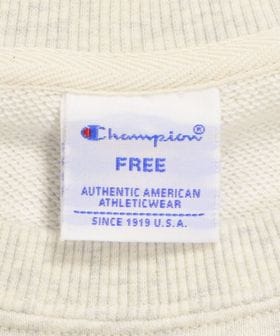 Champion®
FREE
AUTHENTIC AMERICAN
ATHLETICWEAR
SINCE 1919 U.S.A.